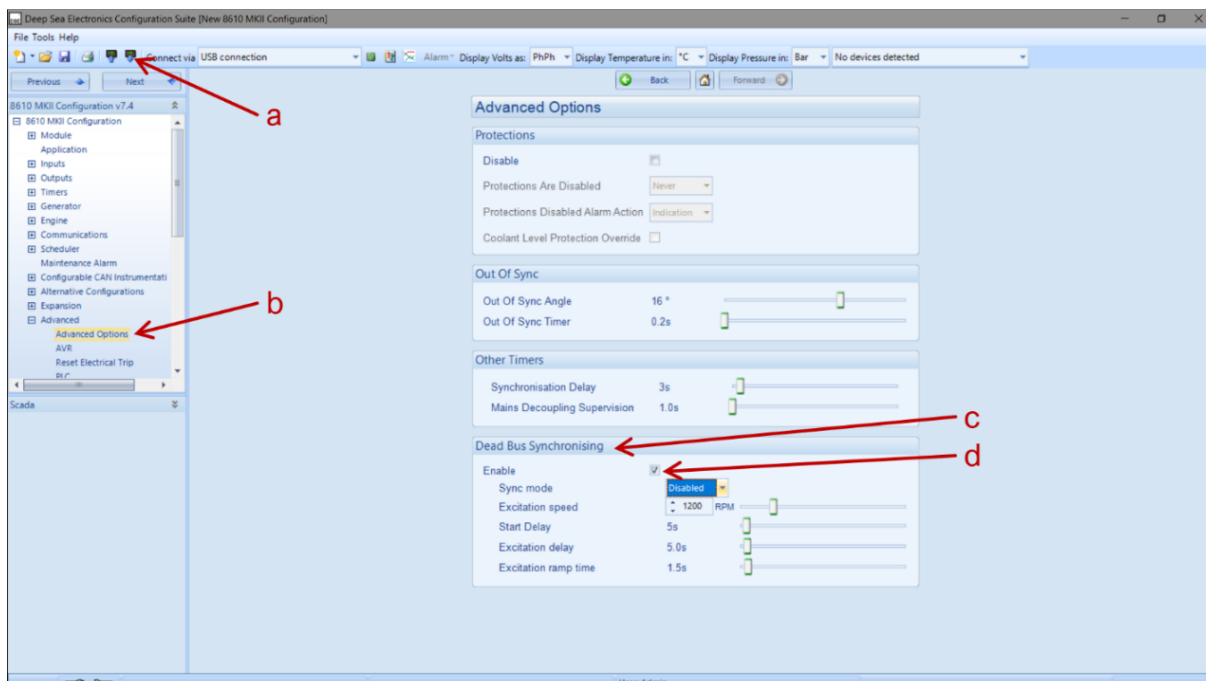 Deep Sea Electronics Configuration Suite [New 8610 MKII Configuration]
File Tools Help
Connect via USB connection Alarm Display Volts as: PhPh Display Temperature in: °C Display Pressure in: Bar No devices detected
Previous Next Back Forward
8610 MKII Configuration v7.4
8610 MKII Configuration
Module
Application
Inputs
Outputs
Timers
Generator
Engine
Communications
Scheduler
Maintenance Alarm
Configurable CAN Instrumentati
Alternative Configurations
Expansion
Advanced
Advanced Options
AVR
Reset Electrical Trip
PLC
Scada
a
b
Advanced Options
Protections
Disable
Protections Are Disabled Never
Protections Disabled Alarm Action Indication
Coolant Level Protection Override
Out Of Sync
Out Of Sync Angle 16 °
Out Of Sync Timer 0.2s
Other Timers
Synchronisation Delay 3s
Mains Decoupling Supervision 1.0s
c
Dead Bus Synchronising
d
Enable
Sync mode Disabled
Excitation speed 1200 RPM
Start Delay 5s
Excitation delay 5.0s
Excitation ramp time 1.5s